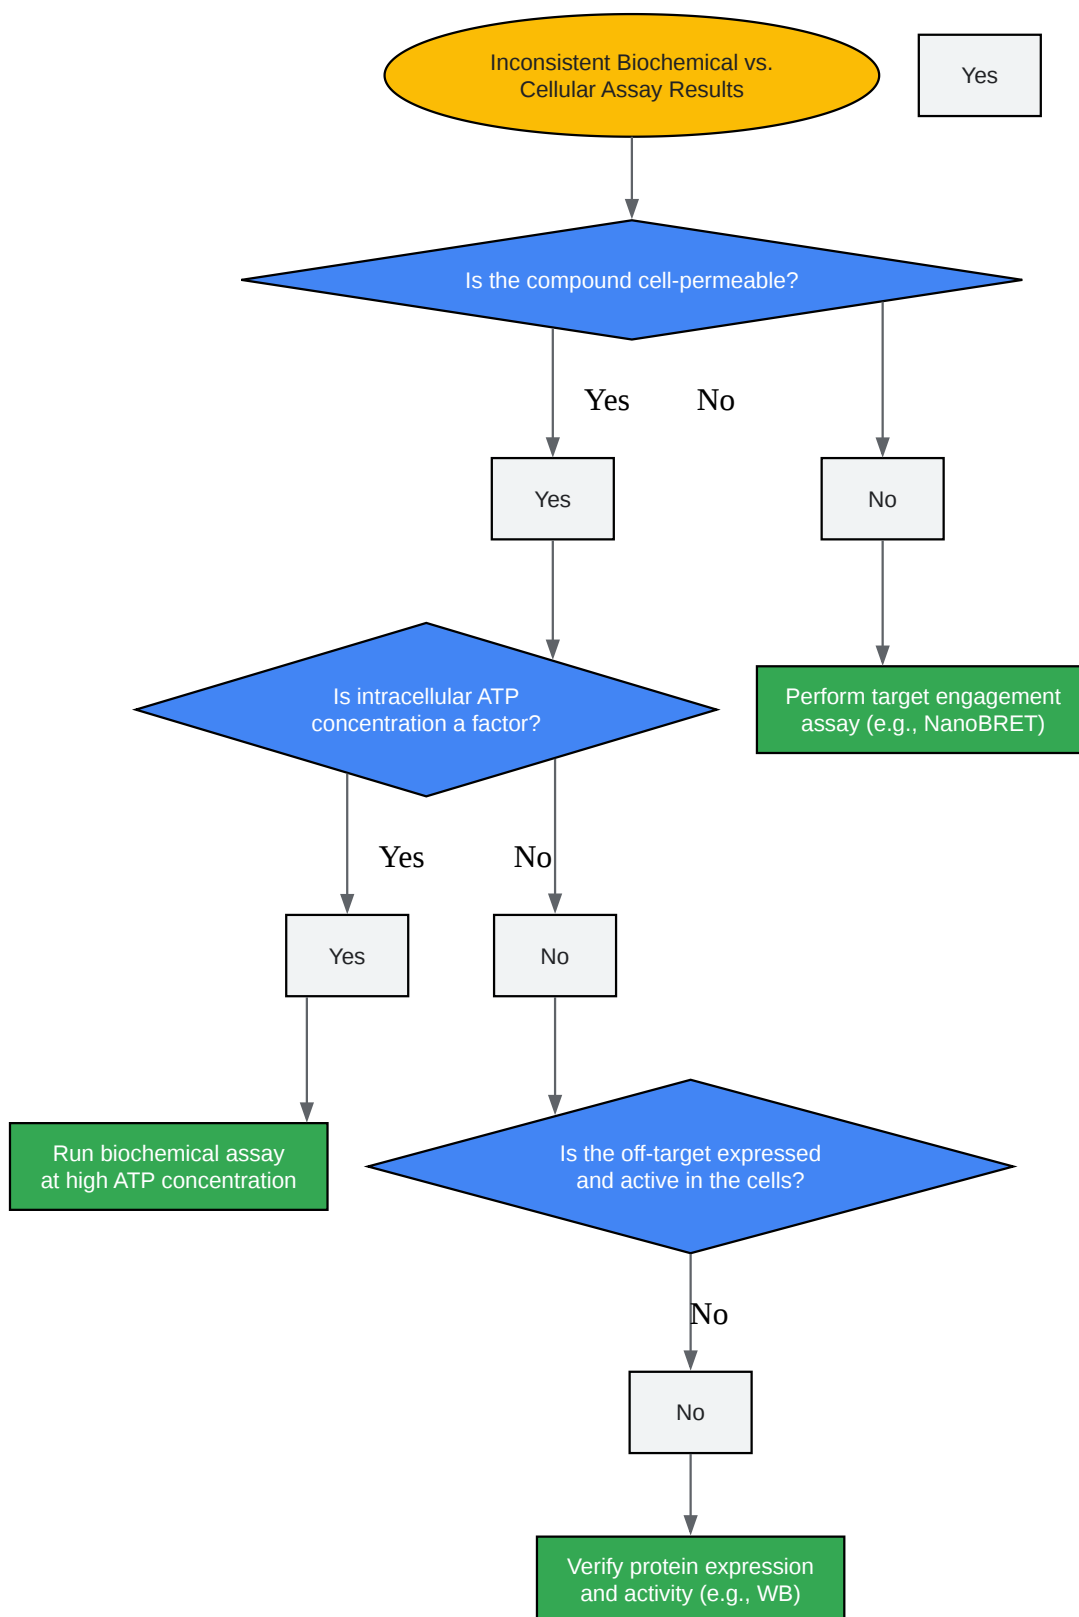 Inconsistent Biochemical vs.
Cellular Assay Results
Yes
Is the compound cell-permeable?
Yes
No
Yes
No
Is intracellular ATP
concentration a factor?
Perform target engagement
assay (e.g., NanoBRET)
Yes
No
Yes
No
Run biochemical assay
at high ATP concentration
Is the off-target expressed
and active in the cells?
No
No
Verify protein expression
and activity (e.g., WB)